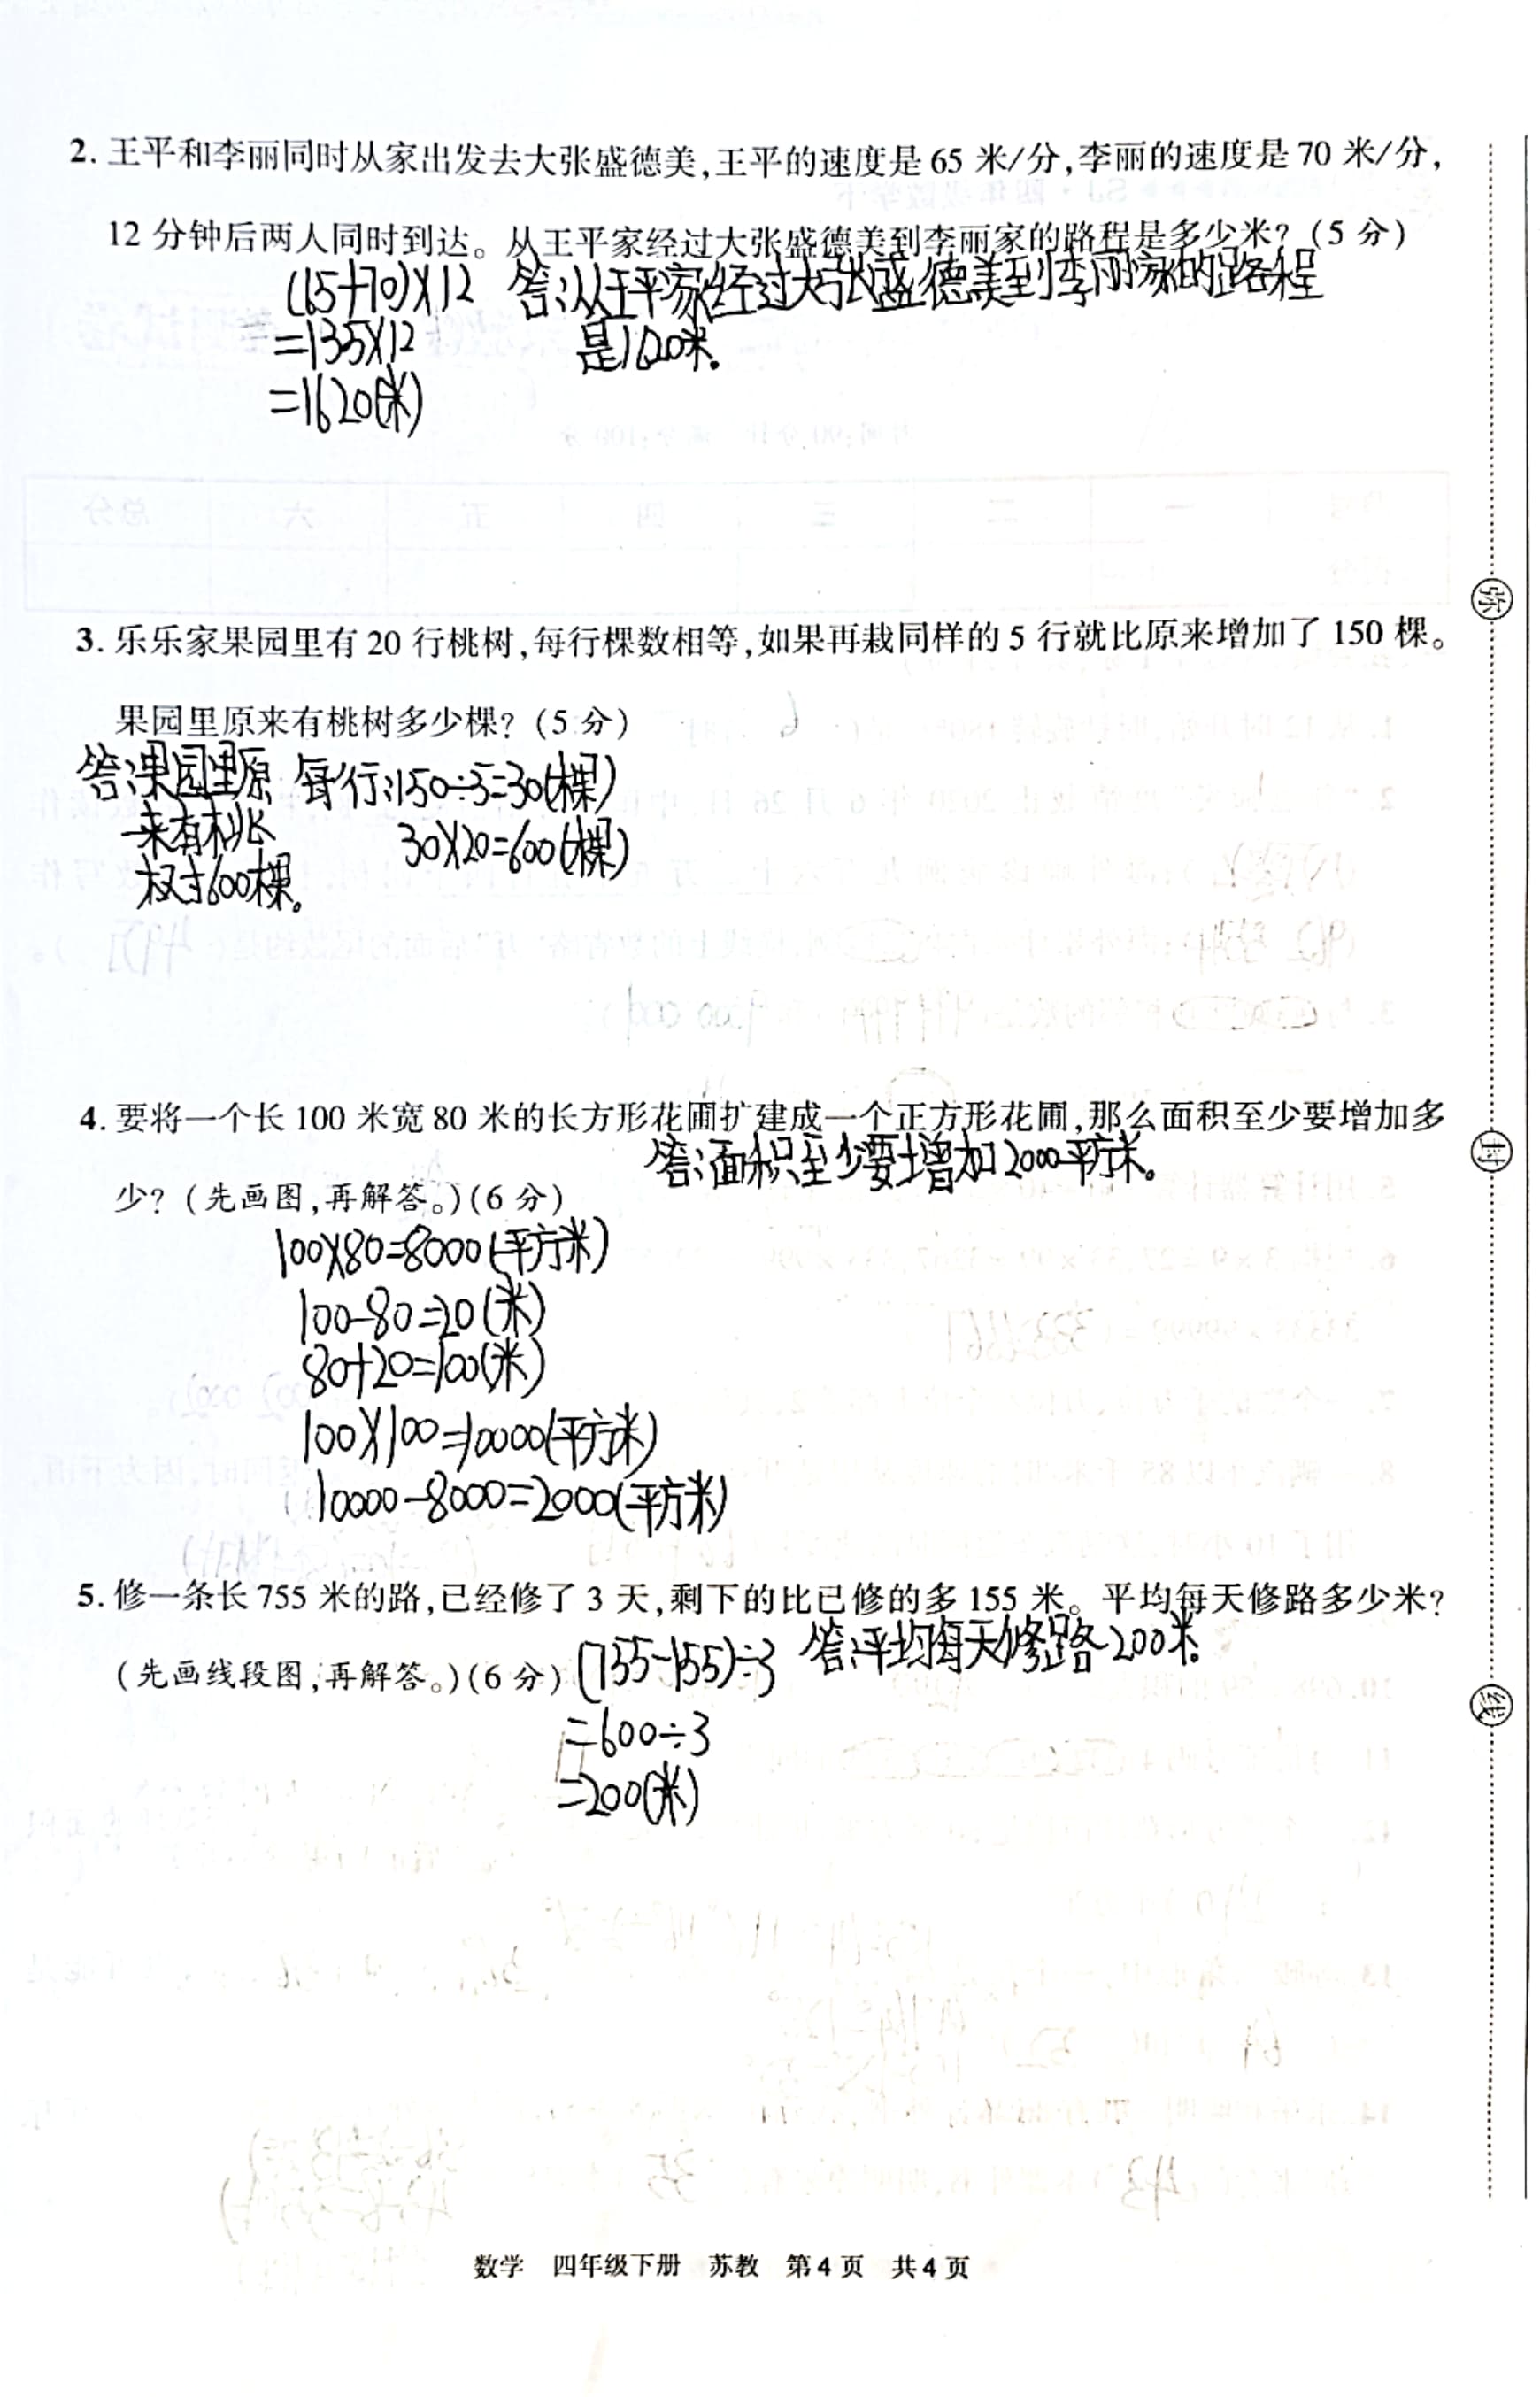 2. 王平和李丽同时从家出发去大张盛德美,王平的速度是 65 米/分,李丽的速度是 70 米/分,
12 分钟后两人同时到达。从王平家经过大张盛德美到李丽家的路程是多少米?(5 分)
(65+70)×12 答:从王平家经过大张盛德美到李丽家的路程
=135×12 是1620米。
=1620(米)
3. 乐乐家果园里有 20 行桃树,每行棵数相等,如果再栽同样的 5 行就比原来增加了 150 棵。
果园里原来有桃树多少棵?(5 分)
答:果园里原 每行:150÷5=30(棵)
来有桃 30×20=600(棵)
树600棵。
4. 要将一个长 100 米宽 80 米的长方形花圃扩建成一个正方形花圃,那么面积至少要增加多
答:面积至少要增加2000平方米。
少?(先画图,再解答。)(6 分)
100×80=8000(平方米)
100-80=20(米)
80+20=100(米)
100×100=10000(平方米)
10000-8000=2000(平方米)
5. 修一条长 755 米的路,已经修了 3 天,剩下的比已修的多 155 米。平均每天修路多少米?
(先画线段图,再解答。)(6 分) (755-155)÷3 答:平均每天修路200米。
=600÷3
=200(米)
数学 四年级下册 苏教 第 4 页 共 4 页
弥
封
线